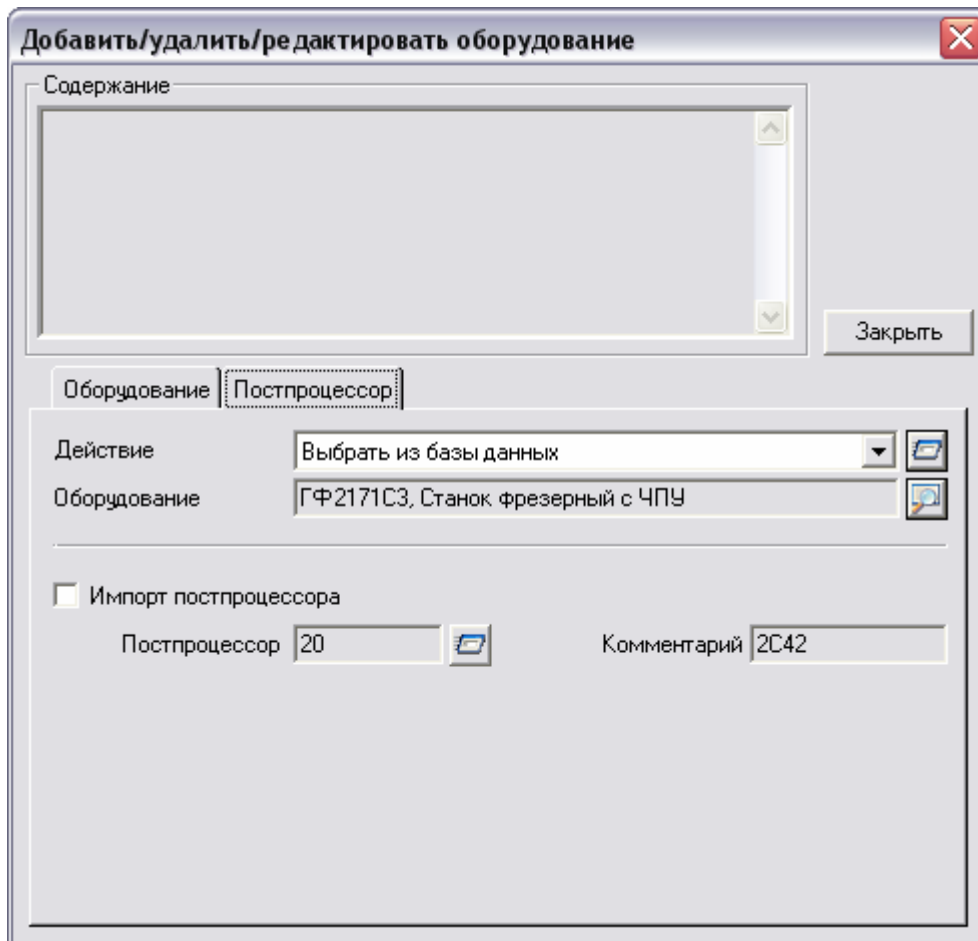 Добавить/удалить/редактировать оборудование
Содержание
Закрыть
Оборудование Постпроцессор
Действие Выбрать из базы данных
Оборудование ГФ2171С3, Станок фрезерный с ЧПУ
Импорт постпроцессора
Постпроцессор 20 Комментарий 2С42